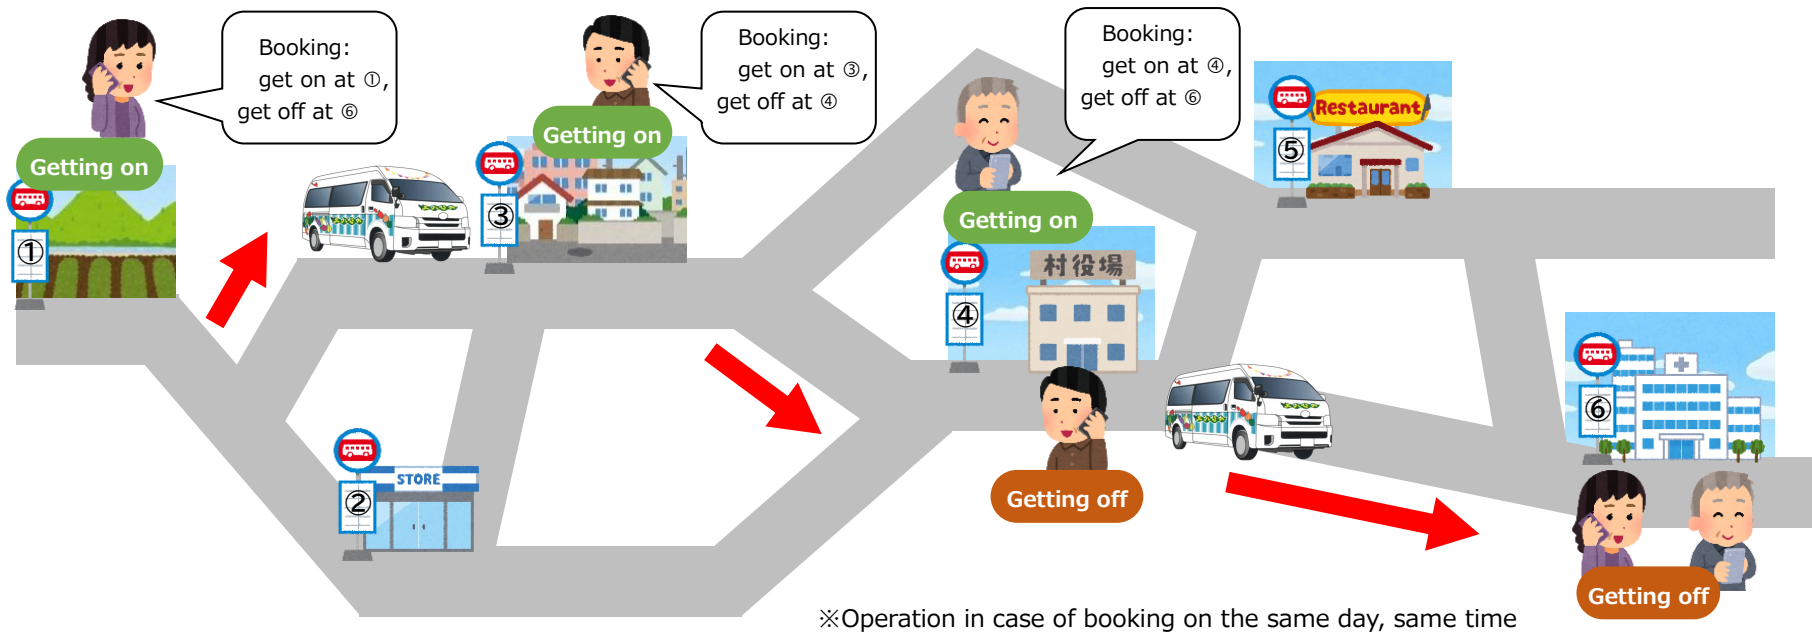 Booking:
get on at ①,
get off at ⑥
Getting on
①
Booking:
get on at ③,
get off at ④
Getting on
③
STORE
②
Booking:
get on at ④,
get off at ⑥
Getting on
村役場
④
Getting off
Restaurant
⑤
⑥
Getting off
※Operation in case of booking on the same day, same time